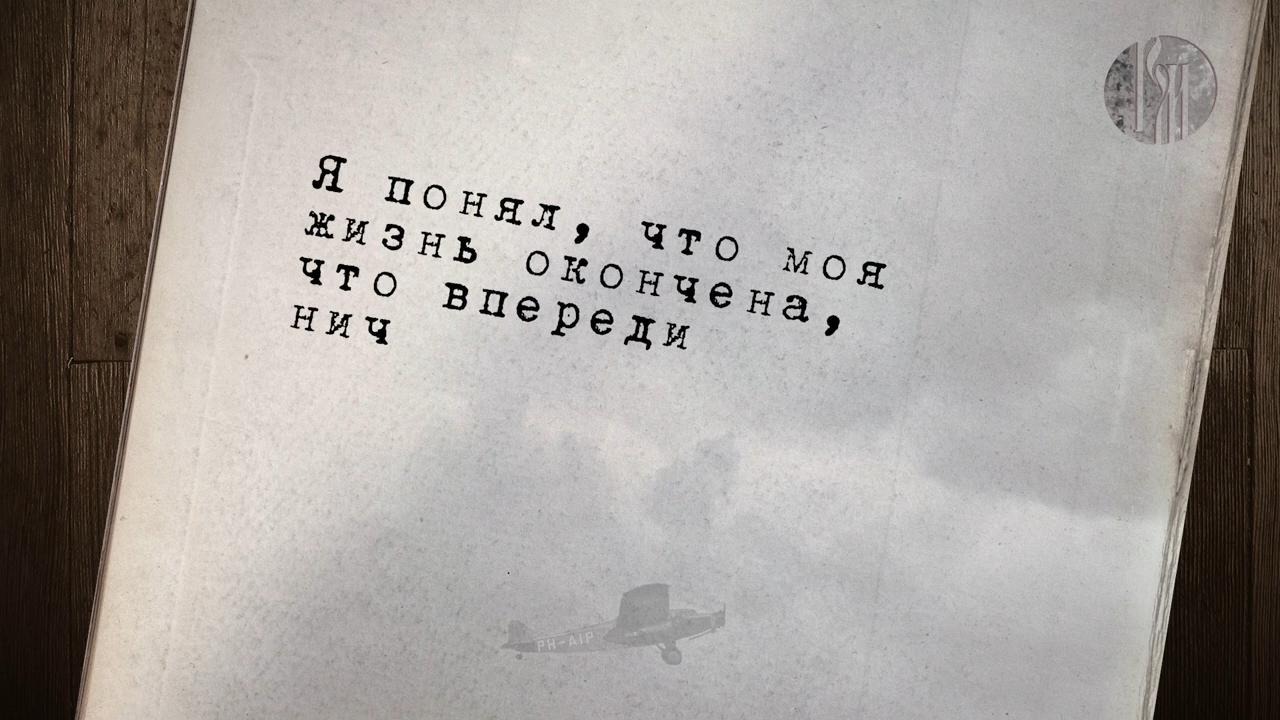 Я понял, что моя
жизнь окончена,
что впереди
нич
PH-AIP